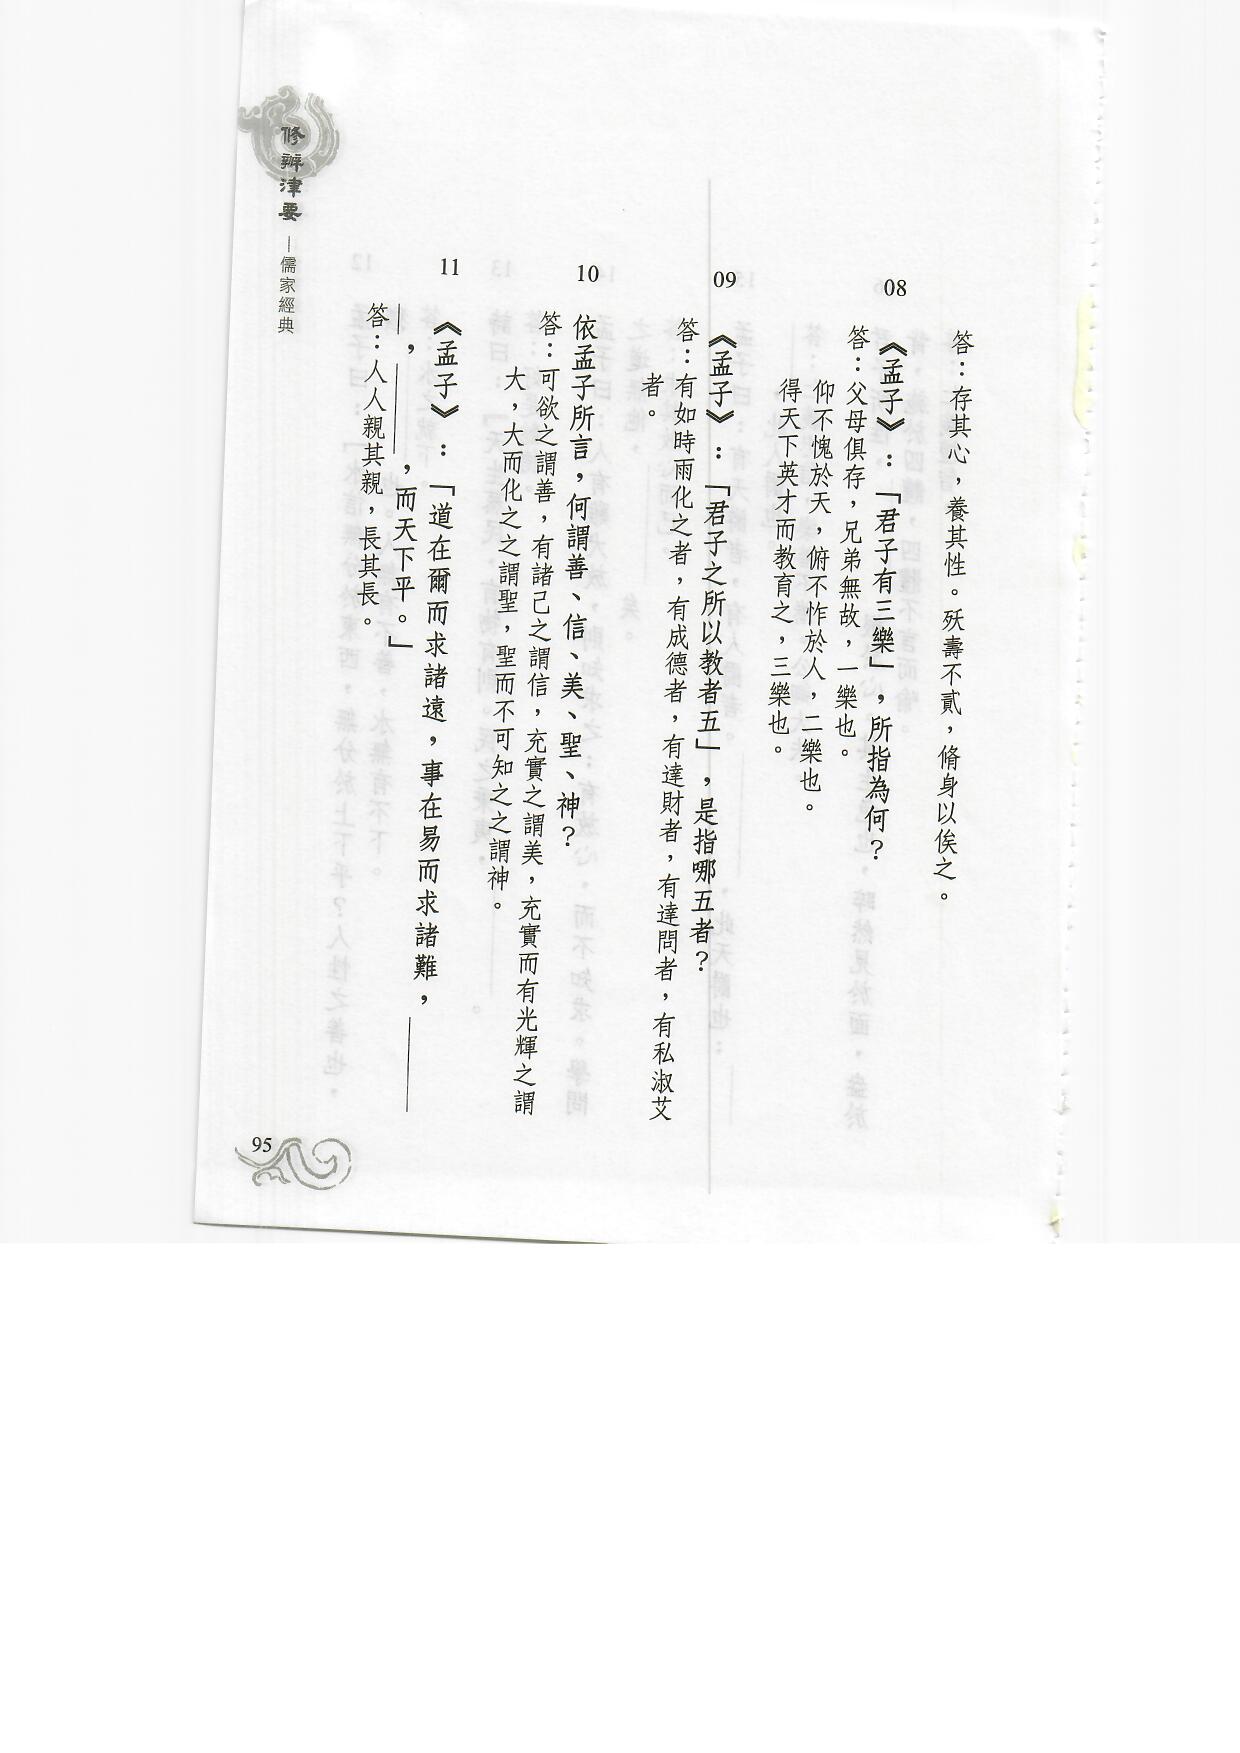 答：存其心，養其性。殀壽不貳，脩身以俟之。
08
《孟子》：「君子有三樂」，所指為何？
答：父母俱存，兄弟無故，一樂也。
仰不愧於天，俯不怍於人，二樂也。
得天下英才而教育之，三樂也。
09
《孟子》：「君子之所以教者五」，是指哪五者？
答：有如時雨化之者，有成德者，有達財者，有達問者，有私淑艾
者。
10
依孟子所言，何謂善、信、美、聖、神？
答：可欲之謂善，有諸己之謂信，充實之謂美，充實而有光輝之謂
大，大而化之之謂聖，聖而不可知之之謂神。
11
《孟子》：「道在爾而求諸遠，事在易而求諸難，＿＿＿
＿，＿＿＿，而天下平。」
答：人人親其親，長其長。
修辦津要—儒家經典
95